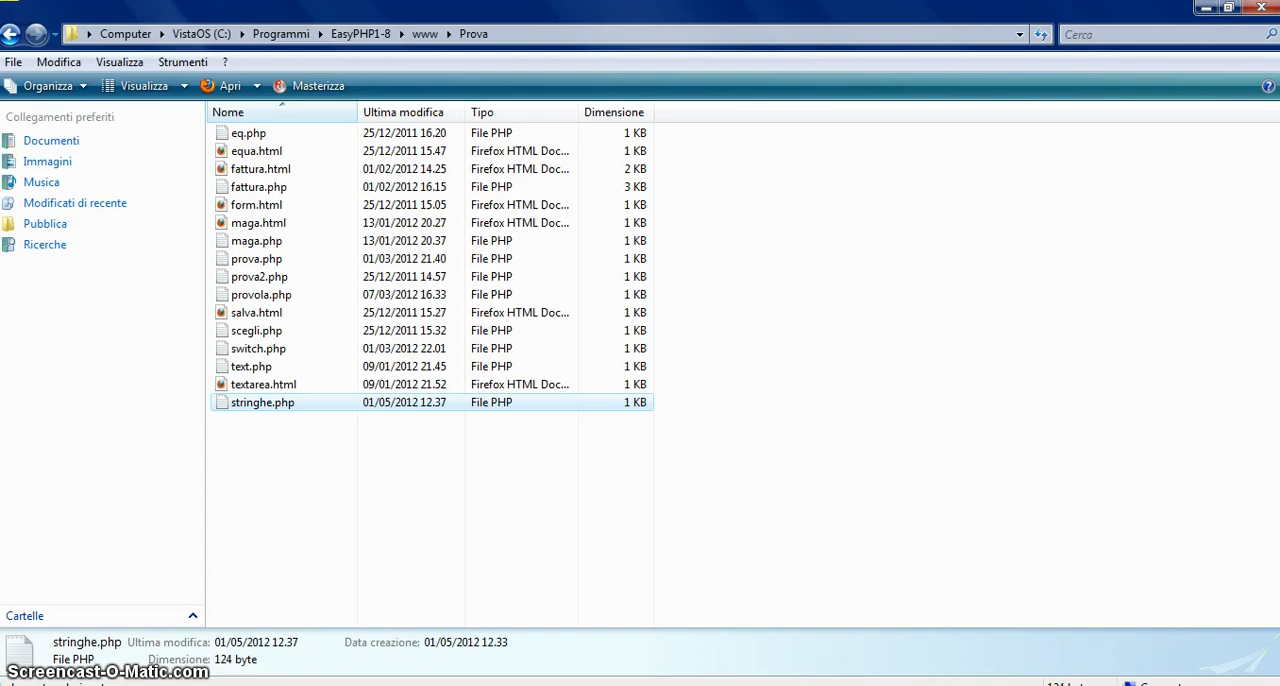 Computer VistaOS (C:) Programmi EasyPHP1-8 www Prova Cerca
File Modifica Visualizza Strumenti ?
Organizza Visualizza Apri Masterizza
Collegamenti preferiti
Documenti
Immagini
Musica
Modificati di recente
Pubblica
Ricerche
Cartelle
Nome Ultima modifica Tipo Dimensione
eq.php 25/12/2011 16.20 File PHP 1 KB
equa.html 25/12/2011 15.47 Firefox HTML Doc... 1 KB
fattura.html 01/02/2012 14.25 Firefox HTML Doc... 2 KB
fattura.php 01/02/2012 16.15 File PHP 3 KB
form.html 25/12/2011 15.05 Firefox HTML Doc... 1 KB
maga.html 13/01/2012 20.27 Firefox HTML Doc... 1 KB
maga.php 13/01/2012 20.37 File PHP 1 KB
prova.php 01/03/2012 21.40 File PHP 1 KB
prova2.php 25/12/2011 14.57 File PHP 1 KB
provola.php 07/03/2012 16.33 File PHP 1 KB
salva.html 25/12/2011 15.27 Firefox HTML Doc... 1 KB
scegli.php 25/12/2011 15.32 File PHP 1 KB
switch.php 01/03/2012 22.01 File PHP 1 KB
text.php 09/01/2012 21.45 File PHP 1 KB
textarea.html 09/01/2012 21.52 Firefox HTML Doc... 1 KB
stringhe.php 01/05/2012 12.37 File PHP 1 KB
stringhe.php Ultima modifica: 01/05/2012 12.37 Data creazione: 01/05/2012 12.33
File PHP Dimensione: 124 byte
Screencast-O-Matic.com